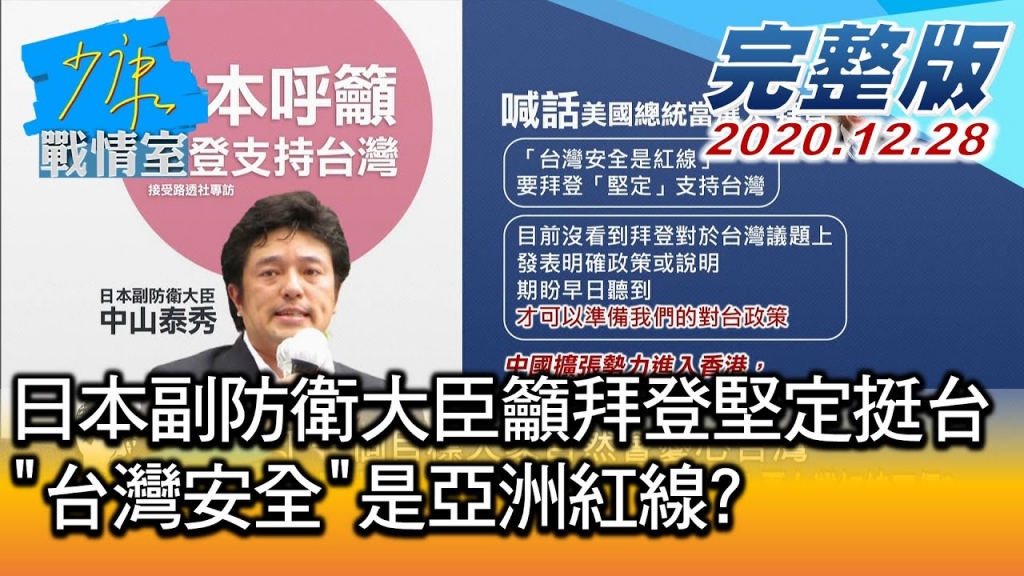 少康
戰情室
本呼籲
登支持台灣
接受路透社專訪
日本副防衛大臣
中山泰秀
完整版
2020.12.28
喊話美國總統當選人拜登
「台灣安全是紅線」
要拜登「堅定」支持台灣
目前沒看到拜登對於台灣議題上
發表明確政策或說明
期盼早日聽到
才可以準備我們的對台政策
中國擴張勢力進入香港，
日本副防衛大臣籲拜登堅定挺台
"台灣安全"是亞洲紅線?